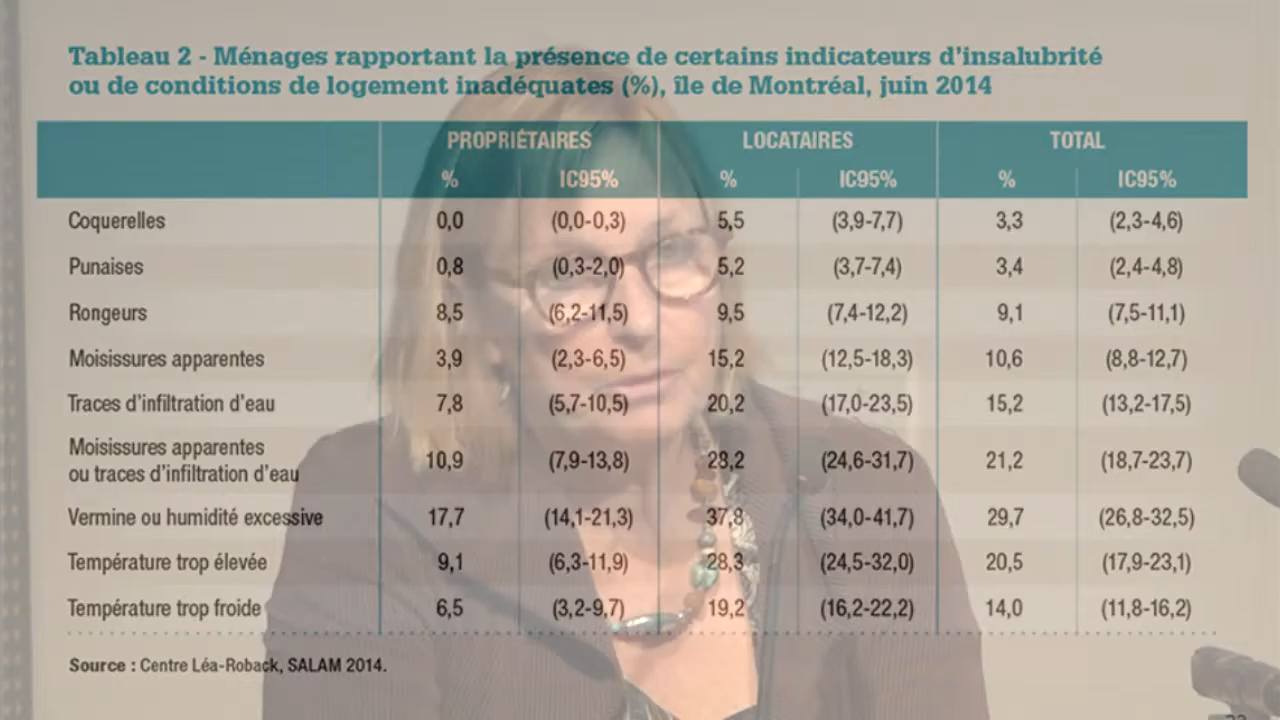 Tableau 2 - Ménages rapportant la présence de certains indicateurs d'insalubrité
ou de conditions de logement inadéquates (%), île de Montréal, juin 2014
PROPRIÉTAIRES LOCATAIRES TOTAL
% IC95% % IC95% % IC95%
Coquerelles 0,0 (0,0-0,3) 5,5 (3,9-7,7) 3,3 (2,3-4,6)
Punaises 0,8 (0,3-2,0) 5,2 (3,7-7,4) 3,4 (2,4-4,8)
Rongeurs 8,5 (6,2-11,5) 9,5 (7,4-12,2) 9,1 (7,5-11,1)
Moisissures apparentes 3,9 (2,3-6,5) 15,2 (12,5-18,3) 10,6 (8,8-12,7)
Traces d'infiltration d'eau 7,8 (5,7-10,5) 20,2 (17,0-23,5) 15,2 (13,2-17,5)
Moisissures apparentes
ou traces d'infiltration d'eau 10,9 (7,9-13,8) 28,2 (24,6-31,7) 21,2 (18,7-23,7)
Vermine ou humidité excessive 17,7 (14,1-21,3) 37,8 (34,0-41,7) 29,7 (26,8-32,5)
Température trop élevée 9,1 (6,3-11,9) 28,3 (24,5-32,0) 20,5 (17,9-23,1)
Température trop froide 6,5 (3,2-9,7) 19,2 (16,2-22,2) 14,0 (11,8-16,2)
Source : Centre Léa-Roback, SALAM 2014.